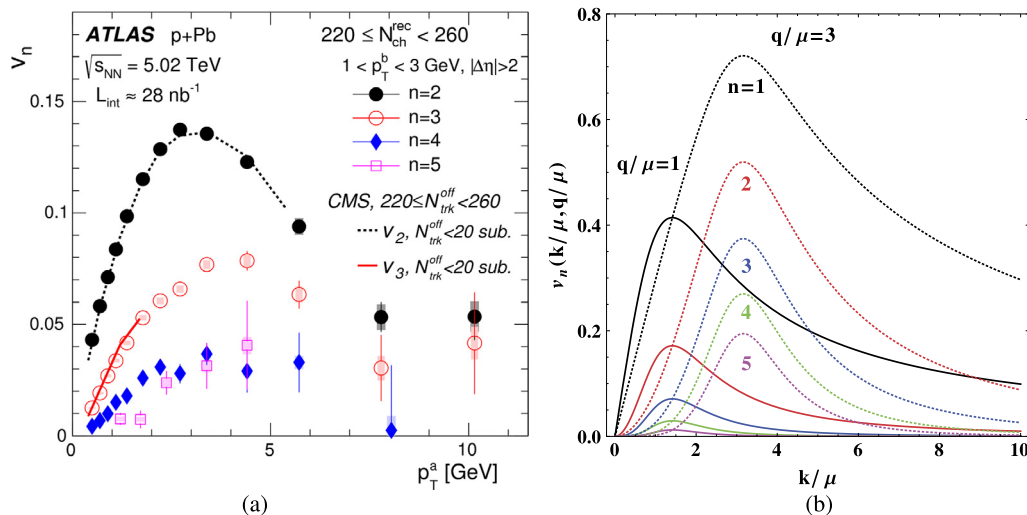 ATLAS p+Pb
√s_NN = 5.02 TeV
L_int ≈ 28 nb⁻¹
220 ≤ N_ch^rec < 260
1 < p_T^b < 3 GeV, |Δη|>2
n=2
n=3
n=4
n=5
CMS, 220≤N_trk^off<260
v₂, N_trk^off<20 sub.
v₃, N_trk^off<20 sub.
v_n
0.15
0.1
0.05
0
0
5
10
p_T^a [GeV]
(a)
q/μ=3
n=1
q/μ=1
2
3
4
5
v_n(k/μ,q/μ)
0.8
0.6
0.4
0.2
0.0
0
2
4
6
8
10
k/μ
(b)